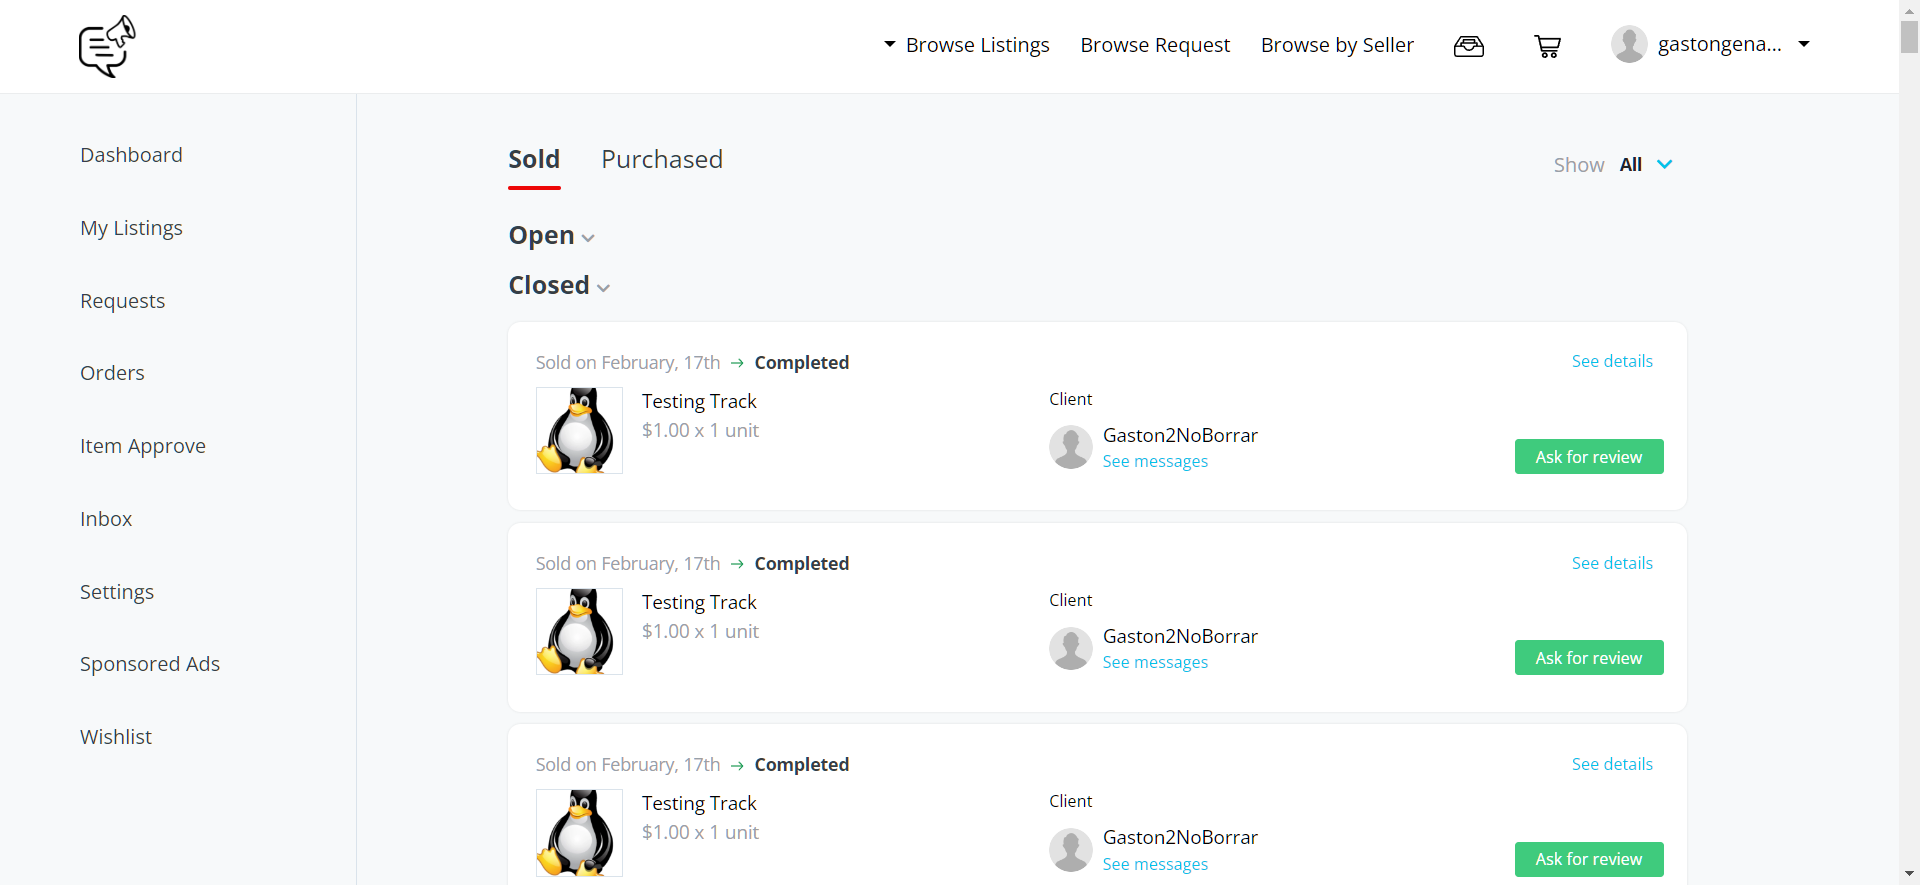 Browse Listings
Browse Request
Browse by Seller
gastongena...
Dashboard
My Listings
Requests
Orders
Item Approve
Inbox
Settings
Sponsored Ads
Wishlist
Sold
Purchased
Show All
Open
Closed
Sold on February, 17th → Completed
See details
Testing Track
$1.00 x 1 unit
Client
Gaston2NoBorrar
See messages
Ask for review
Sold on February, 17th → Completed
See details
Testing Track
$1.00 x 1 unit
Client
Gaston2NoBorrar
See messages
Ask for review
Sold on February, 17th → Completed
See details
Testing Track
$1.00 x 1 unit
Client
Gaston2NoBorrar
See messages
Ask for review